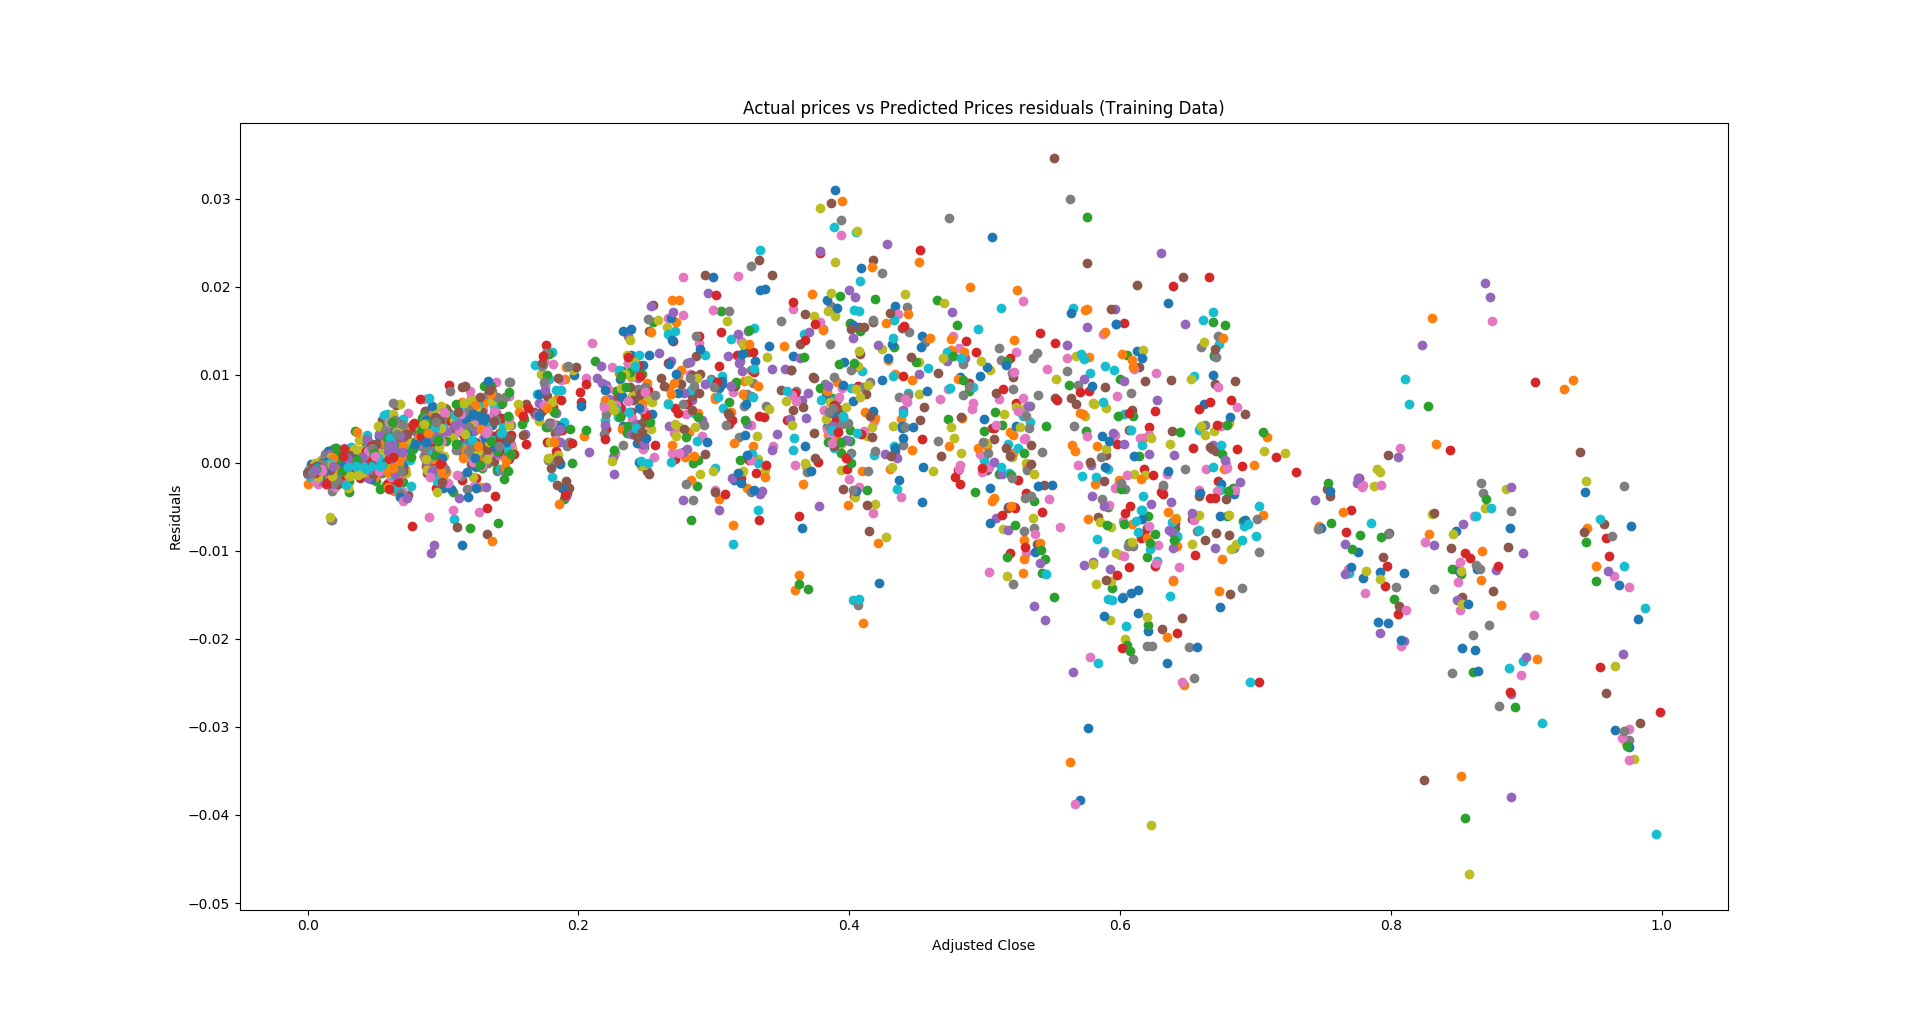 Actual prices vs Predicted Prices residuals (Training Data)
Residuals
0.03
0.02
0.01
0.00
−0.01
−0.02
−0.03
−0.04
−0.05
0.0 0.2 0.4 0.6 0.8 1.0
Adjusted Close